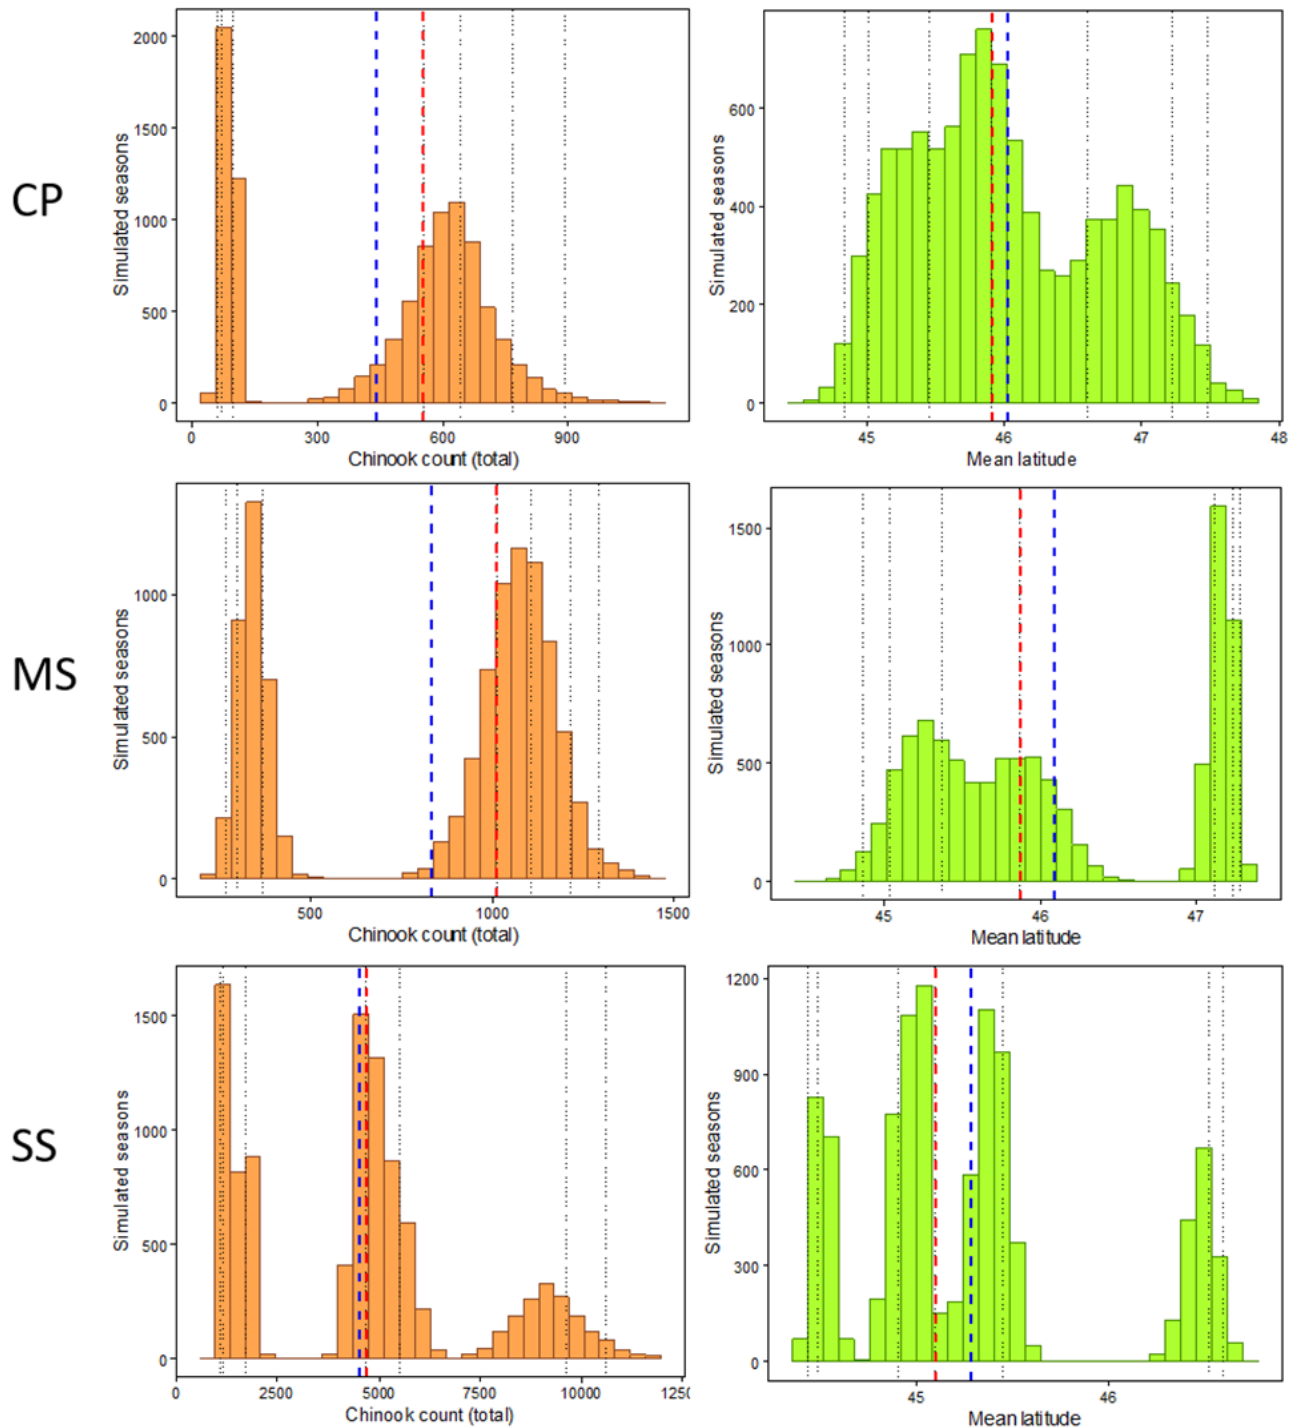 CP
Simulated seasons
2000
1500
1000
500
0
0 300 600 900
Chinook count (total)
Simulated seasons
600
400
200
0
45 46 47 48
Mean latitude
MS
Simulated seasons
1000
500
0
500 1000 1500
Chinook count (total)
Simulated seasons
1500
1000
500
0
45 46 47
Mean latitude
SS
Simulated seasons
1500
1000
500
0
0 2500 5000 7500 10000 1250
Chinook count (total)
Simulated seasons
1200
900
600
300
0
45 46
Mean latitude